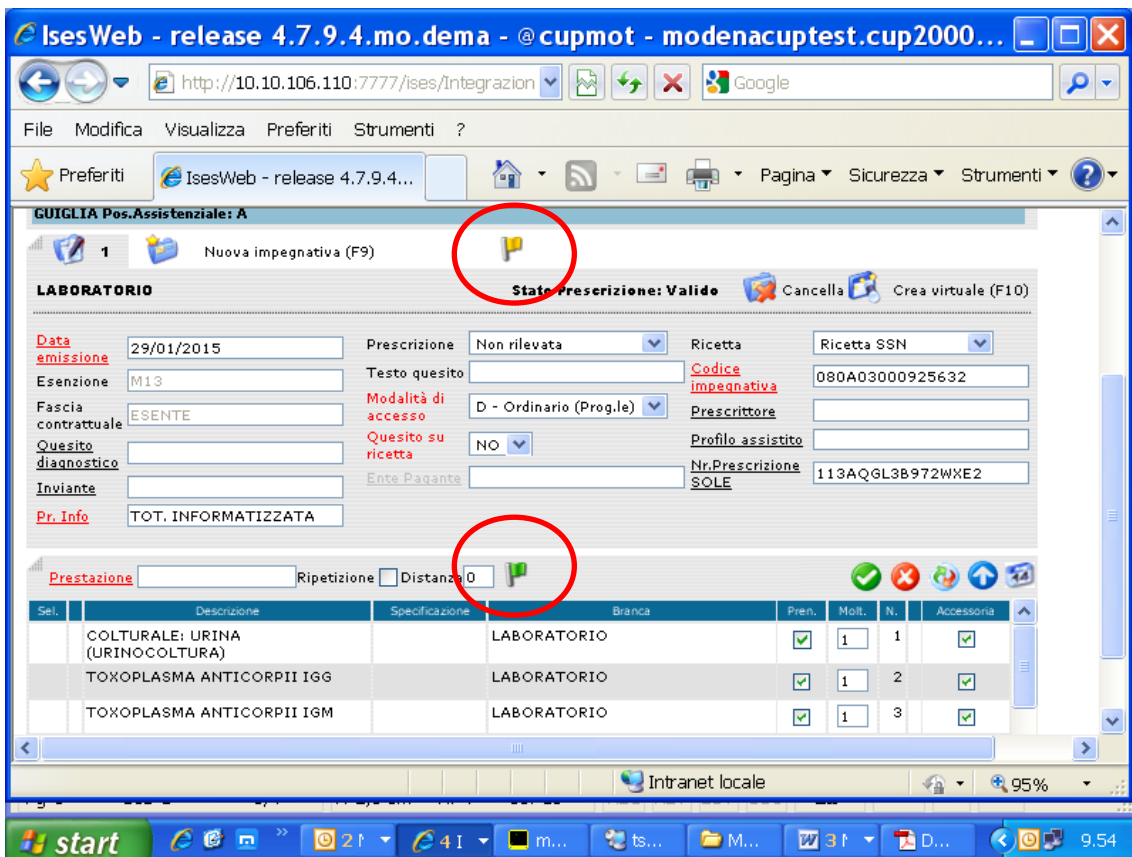 IsesWeb - release 4.7.9.4.mo.dema - @cupmot - modenacuptest.cup2000...
http://10.10.106.110:7777/ises/Integrazion
Google
File Modifica Visualizza Preferiti Strumenti ?
Preferiti IsesWeb - release 4.7.9.4... Pagina Sicurezza Strumenti
GUIGLIA Pos.Assistenziale: A
1 Nuova impegnativa (F9)
LABORATORIO Stato Prescrizione: Valido Cancella Crea virtuale (F10)
Data emissione 29/01/2015 Prescrizione Non rilevata Ricetta Ricetta SSN
Esenzione M13 Testo quesito Codice impegnativa 080A03000925632
Fascia contrattuale ESENTE Modalità di accesso D - Ordinario (Prog.le) Prescrittore
Quesito diagnostico Quesito su ricetta NO Profilo assistito
Inviante Ente Pagante Nr.Prescrizione SOLE 113AQGL3B972WXE2
Pr. Info TOT. INFORMATIZZATA
Prestazione Ripetizione Distanza 0
Sel. Descrizione Specificazione Branca Pren. Molt. N. Accessoria
COLTURALE: URINA (URINOCOLTURA) LABORATORIO 1 1
TOXOPLASMA ANTICORPII IGG LABORATORIO 1 2
TOXOPLASMA ANTICORPII IGM LABORATORIO 1 3
Intranet locale 95%
start 2 4 I m... ts... M... 3 D... 9.54